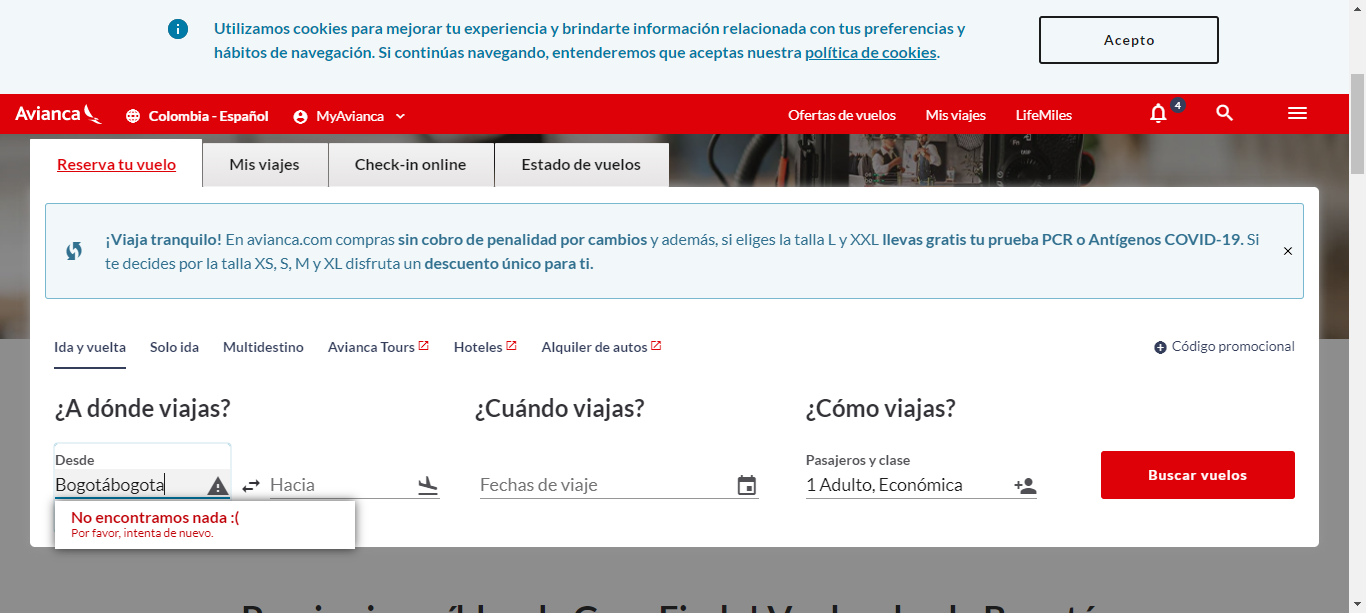 Utilizamos cookies para mejorar tu experiencia y brindarte información relacionada con tus preferencias y
hábitos de navegación. Si continúas navegando, entenderemos que aceptas nuestra política de cookies.
Acepto
Avianca
Colombia - Español
MyAvianca
Ofertas de vuelos
Mis viajes
LifeMiles
4
Reserva tu vuelo
Mis viajes
Check-in online
Estado de vuelos
¡Viaja tranquilo! En avianca.com compras sin cobro de penalidad por cambios y además, si eliges la talla L y XXL llevas gratis tu prueba PCR o Antígenos COVID-19. Si
te decides por la talla XS, S, M y XL disfruta un descuento único para ti.
Ida y vuelta
Solo ida
Multidestino
Avianca Tours
Hoteles
Alquiler de autos
Código promocional
¿A dónde viajas?
¿Cuándo viajas?
¿Cómo viajas?
Desde
Bogotábogota
Hacia
Fechas de viaje
Pasajeros y clase
1 Adulto, Económica
Buscar vuelos
No encontramos nada :(
Por favor, intenta de nuevo.